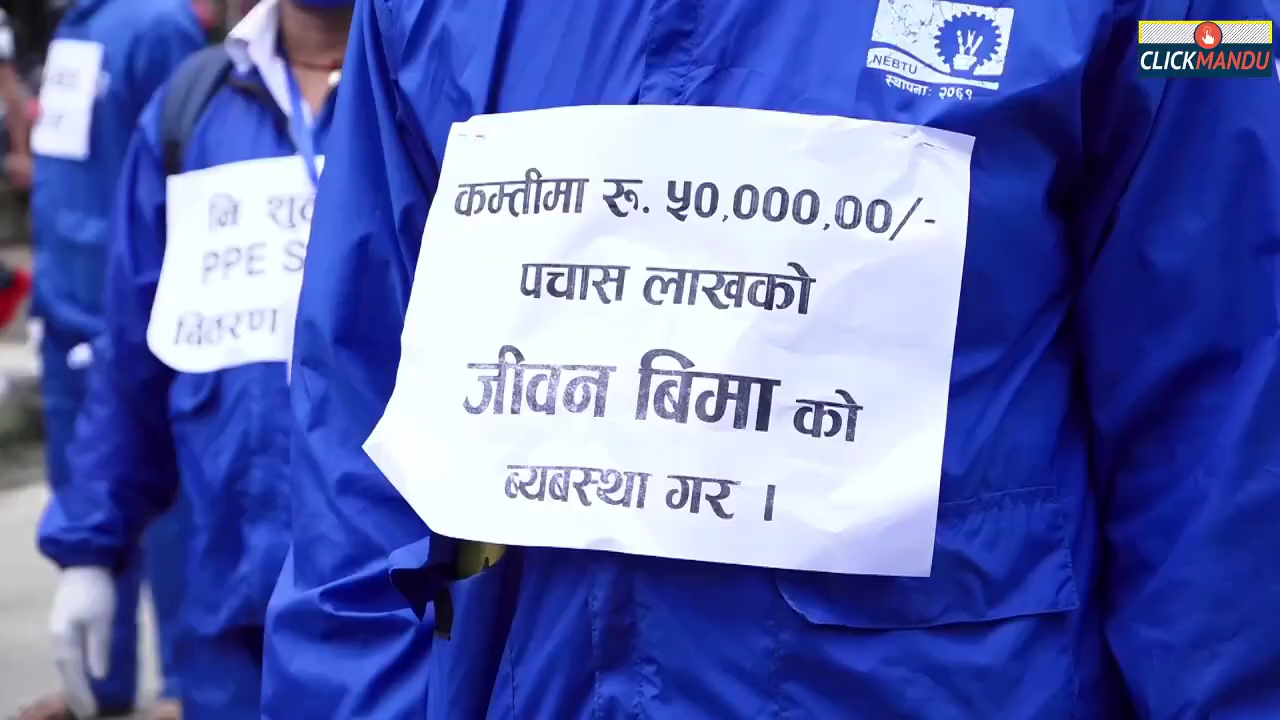 CLICKMANDU
NEBTU
स्थापना: २०६१
कम्तीमा रु. ५०,०००,००/-
पचास लाखको
जीवन बिमा को
ब्यबस्था गर ।
नि
PPE S
बितरण